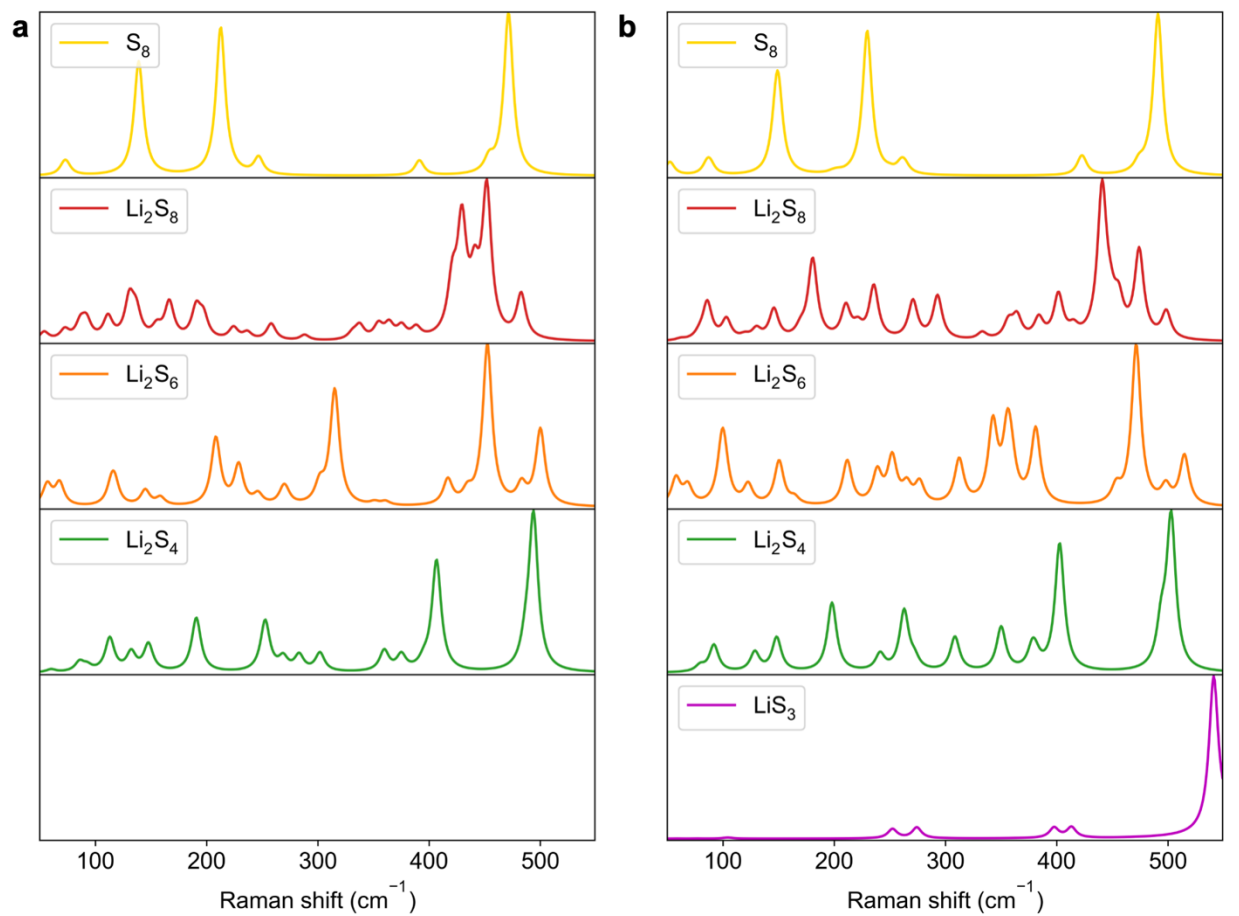 a
S₈
Li₂S₈
Li₂S₆
Li₂S₄
100 200 300 400 500
Raman shift (cm⁻¹)
b
S₈
Li₂S₈
Li₂S₆
Li₂S₄
LiS₃
100 200 300 400 500
Raman shift (cm⁻¹)